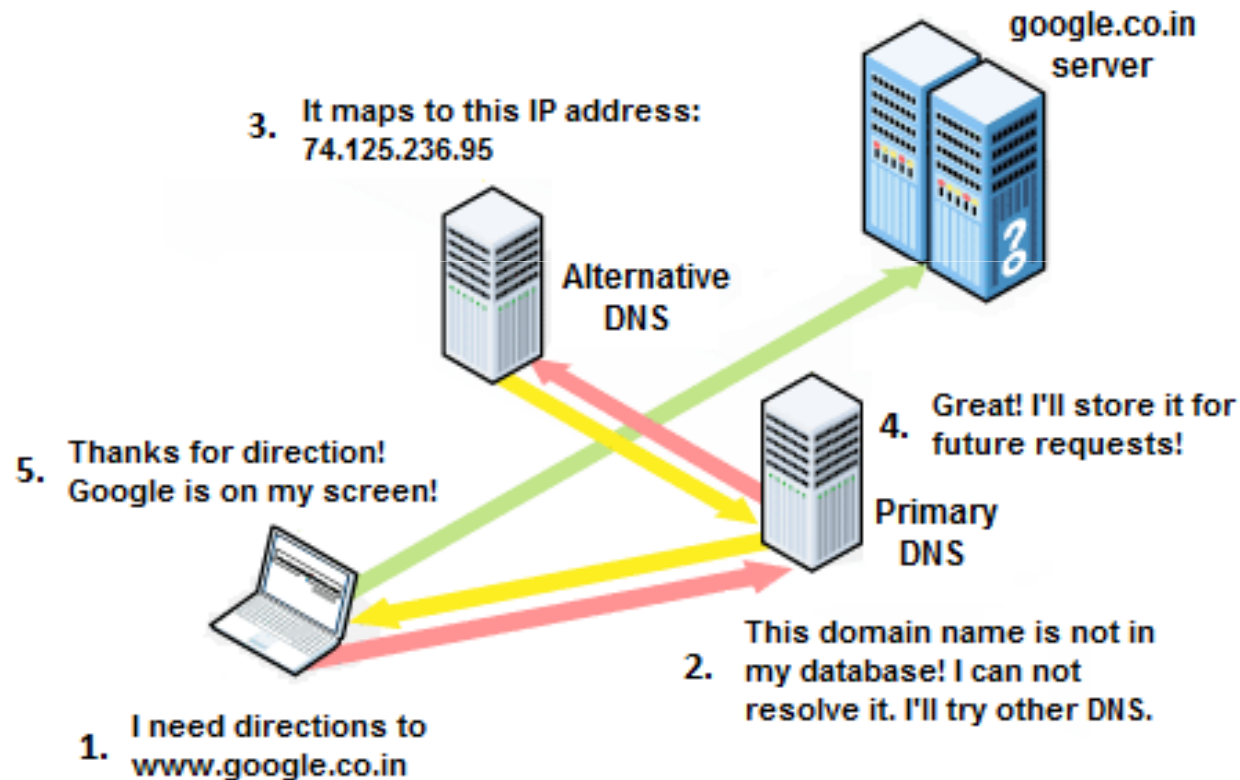 google.co.in
server
3. It maps to this IP address:
74.125.236.95
Alternative
DNS
4. Great! I'll store it for
future requests!
5. Thanks for direction!
Google is on my screen!
Primary
DNS
2. This domain name is not in
my database! I can not
resolve it. I'll try other DNS.
1. I need directions to
www.google.co.in
?